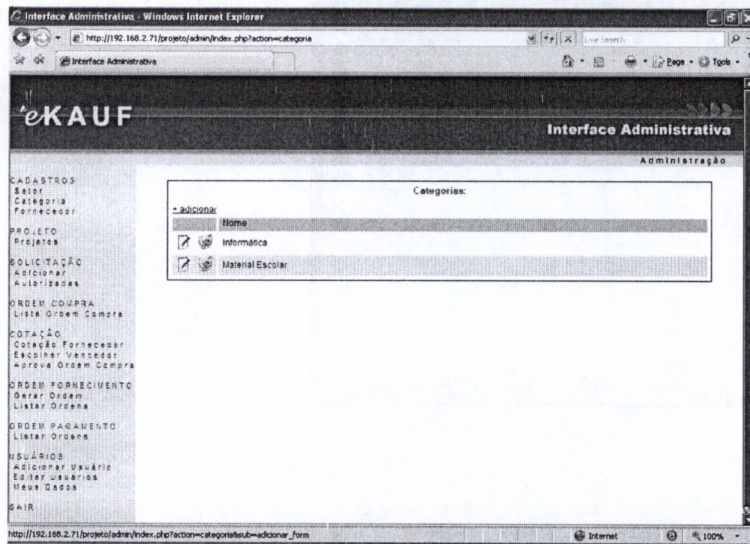 Interface Administrativa - Windows Internet Explorer
http://192.168.2.71/projeto/admin/index.php?action=categoria
Live Search
Interface Administrativa
Page
Tools
eKAUF
Interface Administrativa
Administração
CADASTROS
Setor
Categoria
Fornecedor
PROJETO
Projetos
SOLICITAÇÃO
Adicionar
Autorizadas
ORDEM COMPRA
Lista Ordem Compra
COTAÇÃO
Cotação Fornecedor
Escolher Vencedor
Aprova Ordem Compra
ORDEM FORNECIMENTO
Gerar Ordem
Listar Ordens
ORDEM PAGAMENTO
Listar Ordens
USUÁRIOS
Adicionar Usuário
Editar Usuários
Meus Dados
SAIR
Categorias:
+ adicionar
Nome
Informática
Material Escolar
http://192.168.2.71/projeto/admin/index.php?action=categoria&sub=adicionar_form
Internet
100%